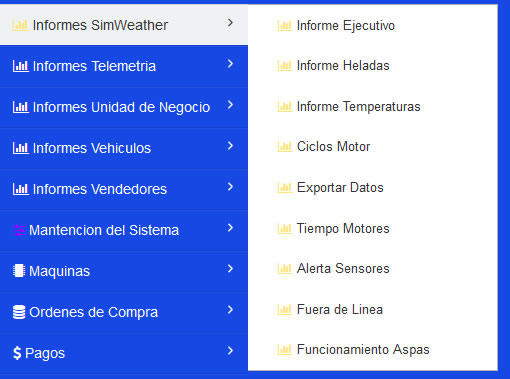 Informes SimWeather
Informes Telemetria
Informes Unidad de Negocio
Informes Vehiculos
Informes Vendedores
Mantencion del Sistema
Maquinas
Ordenes de Compra
$ Pagos
Informe Ejecutivo
Informe Heladas
Informe Temperaturas
Ciclos Motor
Exportar Datos
Tiempo Motores
Alerta Sensores
Fuera de Linea
Funcionamiento Aspas